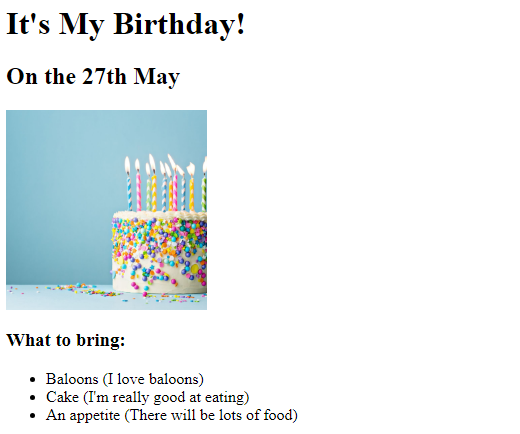 It's My Birthday!
On the 27th May
What to bring:
Baloons (I love baloons)
Cake (I'm really good at eating)
An appetite (There will be lots of food)